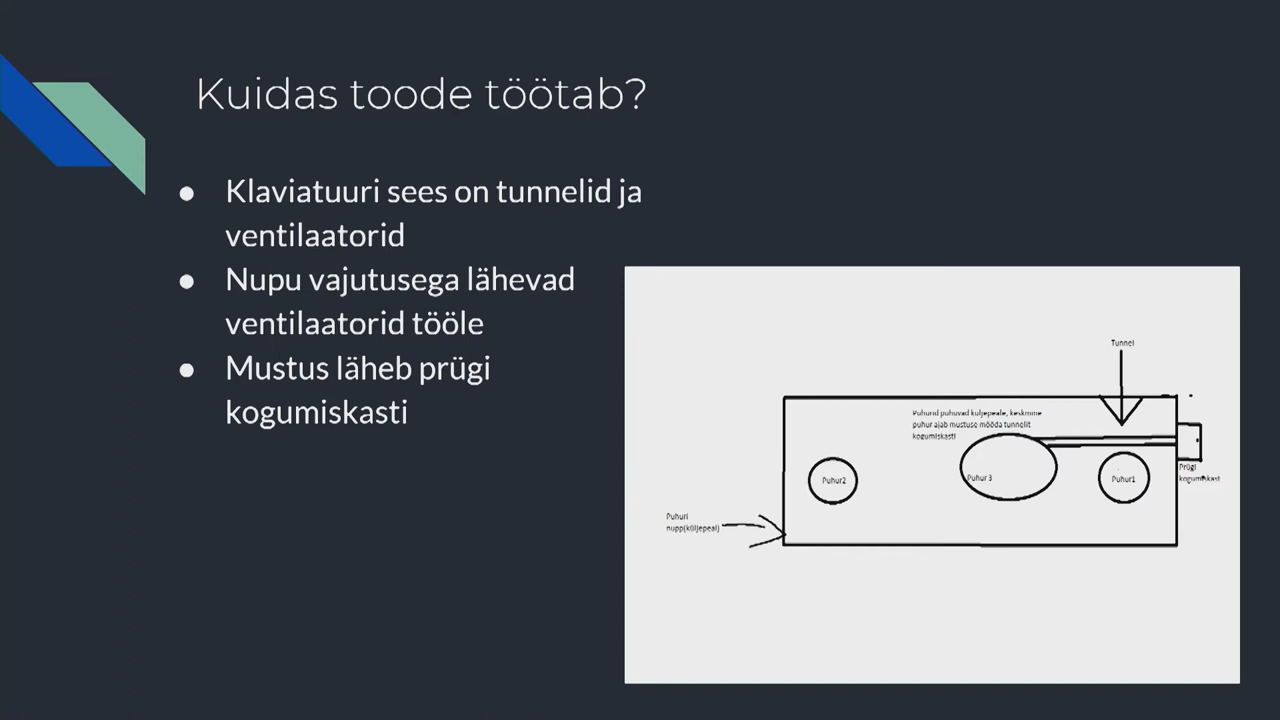 Kuidas toode töötab?
● Klaviatuuri sees on tunnelid ja
ventilaatorid
● Nupu vajutusega lähevad
ventilaatorid tööle
● Mustus läheb prügi
kogumiskasti
Tunnel
Puhurid puhuvad küljepeale, keskmine
puhur ajab mustuse mööda tunnelit
kogumiskasti
Puhur2
Puhur 3
Puhur1
Prügi
kogumiskast
Puhuri
nupp(küljepeal)